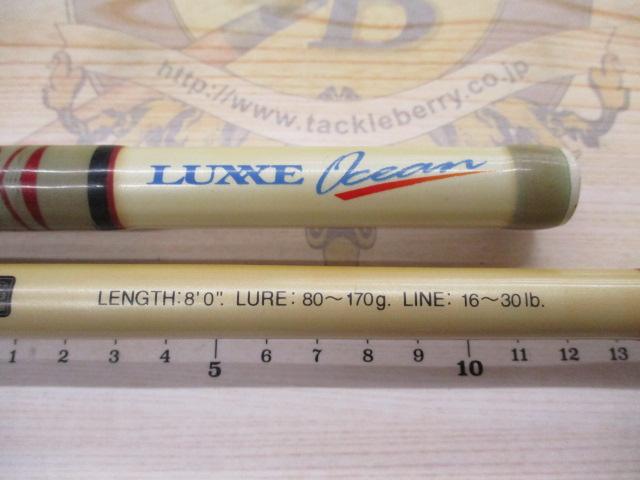 B
http://www.tackleberry.co.jp
LUXXE Ocean
LENGTH:8'0". LURE: 80~170g. LINE: 16~30lb.
1 2 3 4 5 6 7 8 9 10 11 12 13